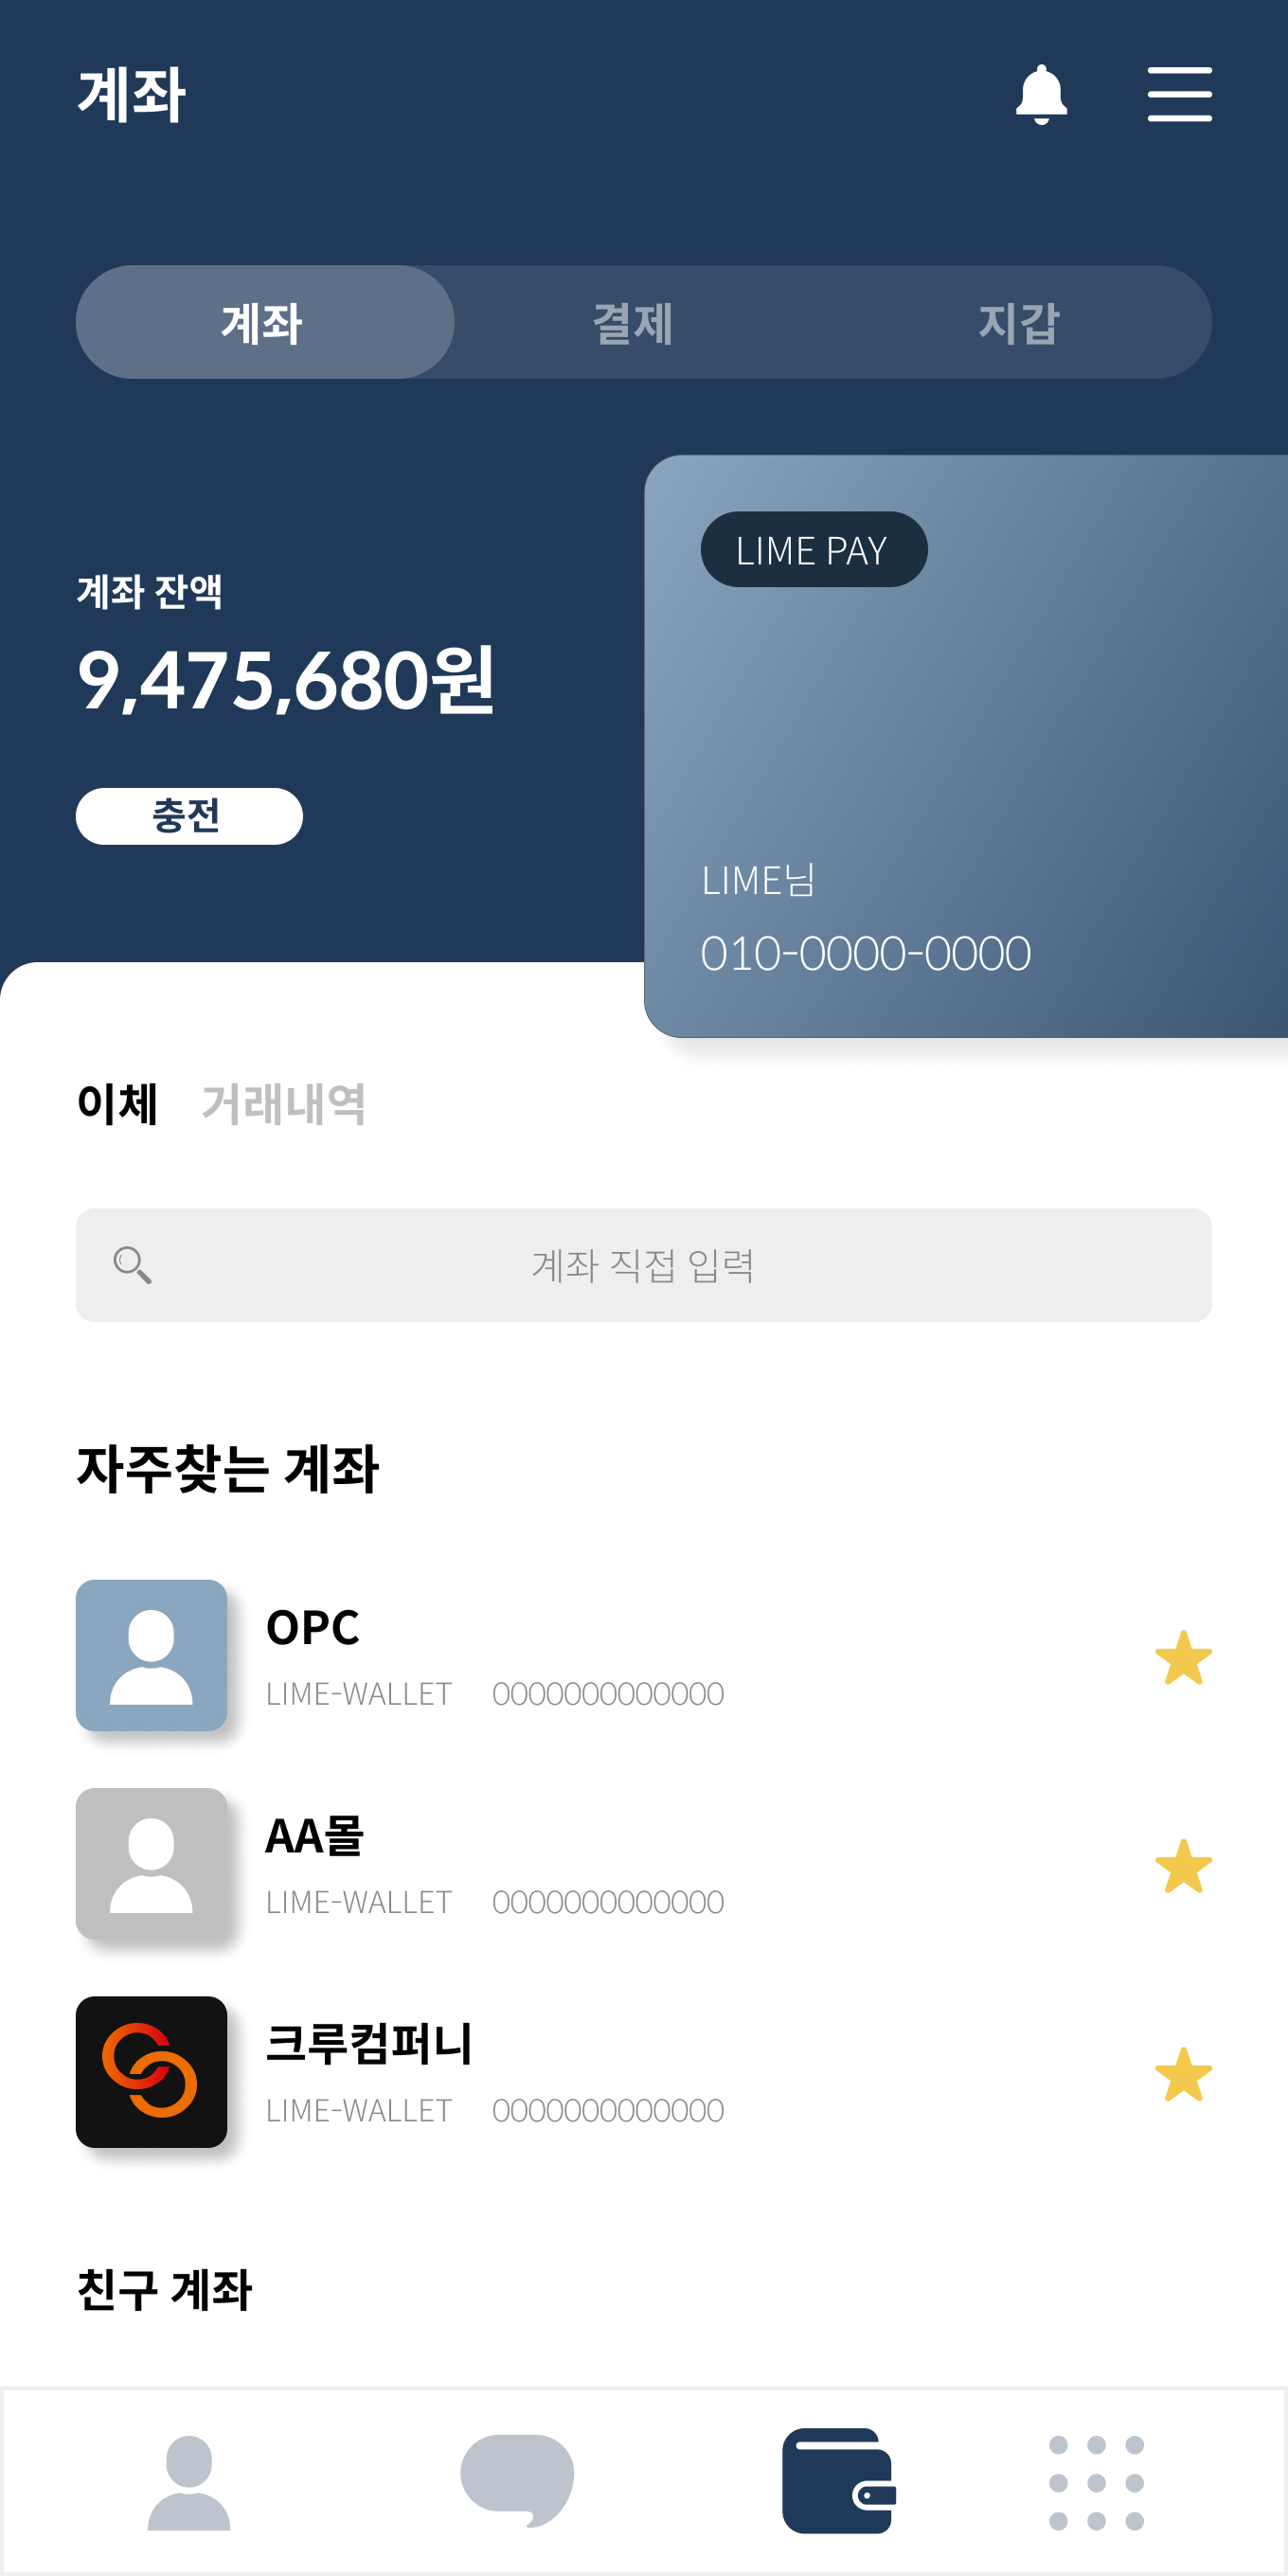 계좌
계좌 결제 지갑
LIME PAY
계좌 잔액
9,475,680원
충전
LIME님
010-0000-0000
이체 거래내역
계좌 직접 입력
자주찾는 계좌
OPC
LIME-WALLET 0000000000000
AA몰
LIME-WALLET 0000000000000
크루컴퍼니
LIME-WALLET 0000000000000
친구 계좌